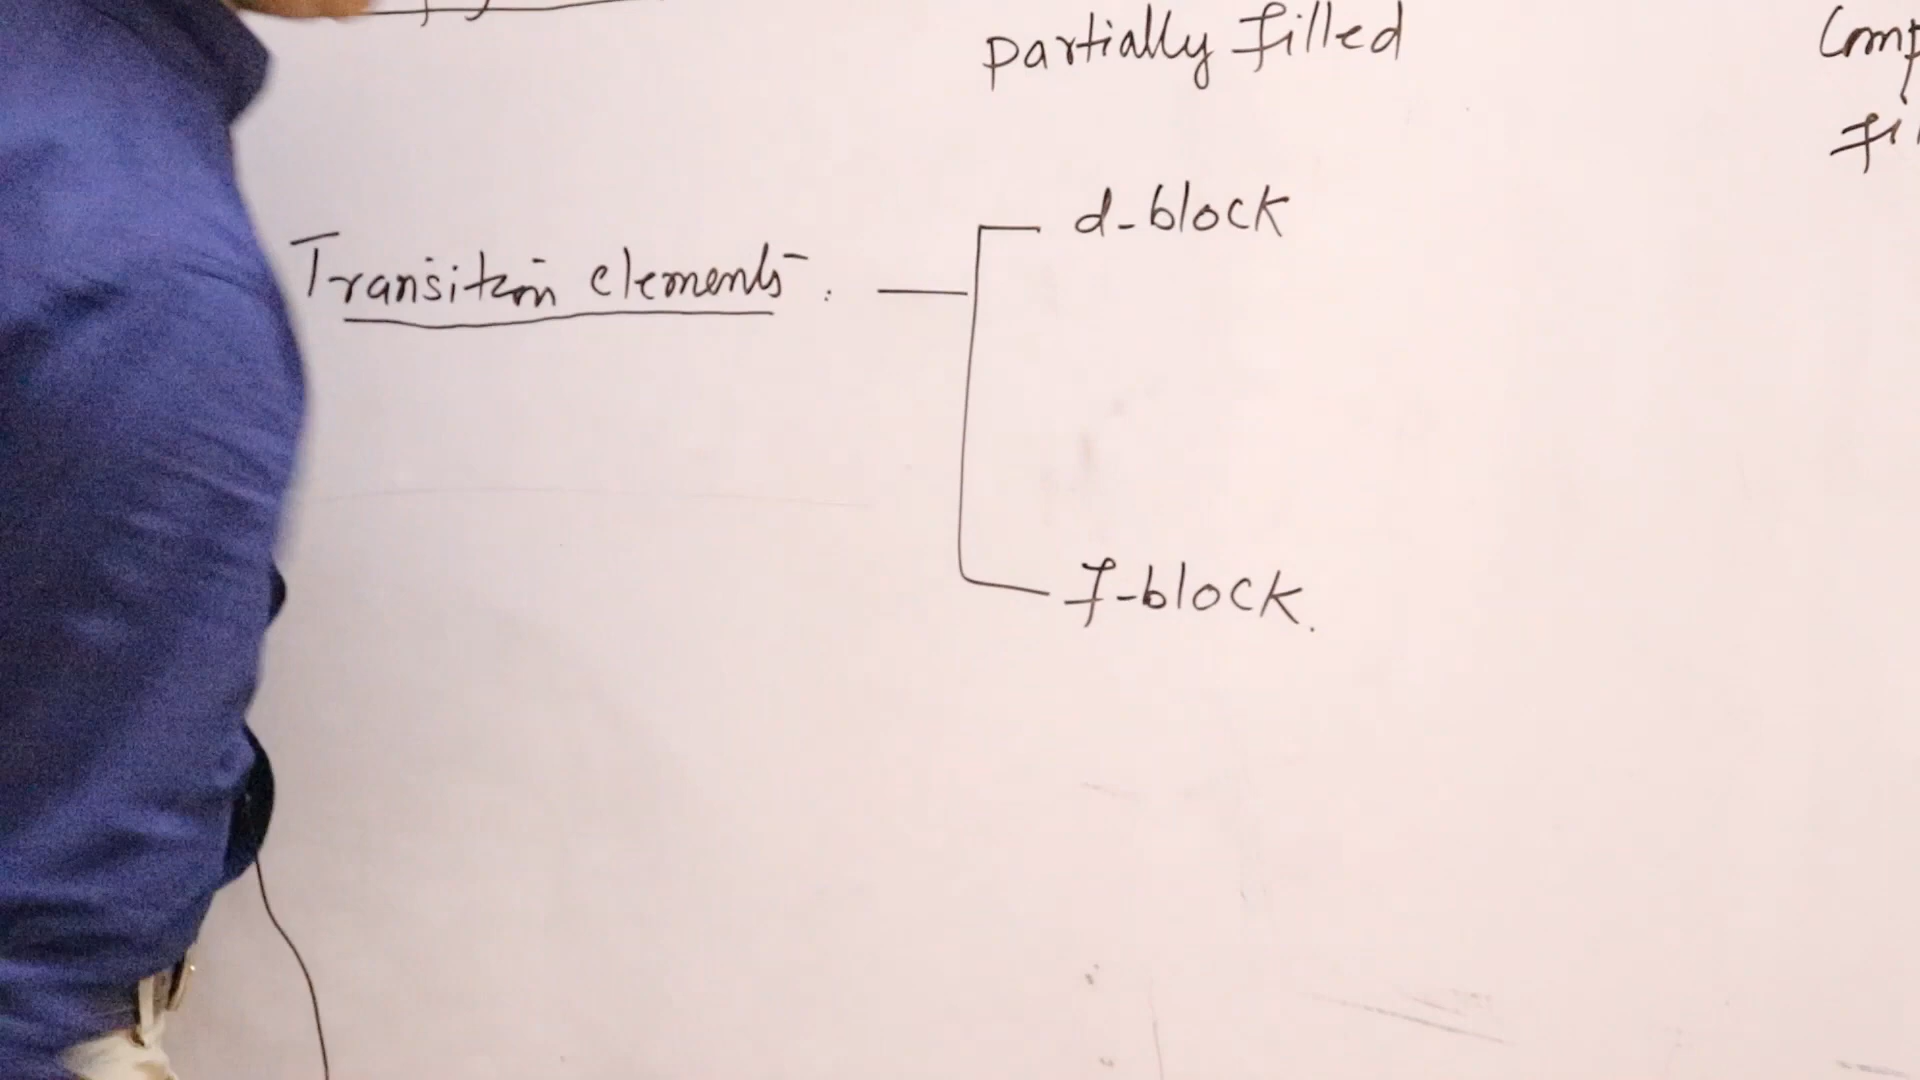 partially filled
d-block
Transition elements :
f-block.